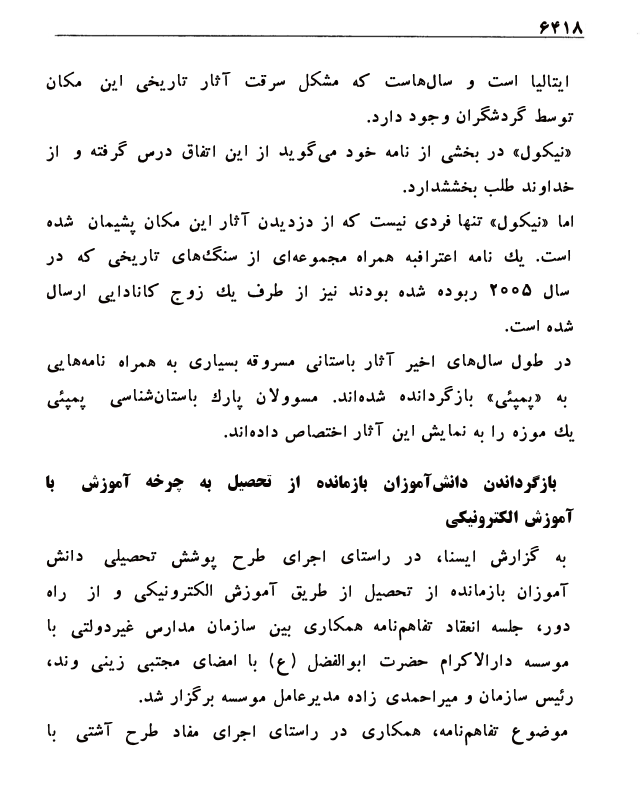 ۶۴۱۸
ایتالیا است و سال‌هاست که مشکل سرقت آثار تاریخی این مکان
توسط گردشگران وجود دارد.
«نیکول» در بخشی از نامه خود می‌گوید از این اتفاق درس گرفته و از
خداوند طلب بخششدارد.
اما «نیکول» تنها فردی نیست که از دزدیدن آثار این مکان پشیمان شده
است. یك نامه اعترافبه همراه مجموعه‌ای از سنگ‌های تاریخی که در
سال ۲۰۰۵ ربوده شده بودند نیز از طرف یك زوج کانادایی ارسال
شده است.
در طول سال‌های اخیر آثار باستانی مسروقه بسیاری به همراه نامه‌هایی
به «پمپئی» بازگردانده شده‌اند. مسوولان پارك باستان‌شناسی پمپئی
یك موزه را به نمایش این آثار اختصاص داده‌اند.
بازگرداندن دانش‌آموزان بازمانده از تحصیل به چرخه آموزش با
آموزش الکترونیکی
به گزارش ایسنا، در راستای اجرای طرح پوشش تحصیلی دانش
آموزان بازمانده از تحصیل از طریق آموزش الکترونیکی و از راه
دور، جلسه انعقاد تفاهم‌نامه همکاری بین سازمان مدارس غیردولتی با
موسسه دارالاکرام حضرت ابوالفضل (ع) با امضای مجتبی زینی وند،
رئیس سازمان و میراحمدی زاده مدیرعامل موسسه برگزار شد.
موضوع تفاهم‌نامه، همکاری در راستای اجرای مفاد طرح آشتی با